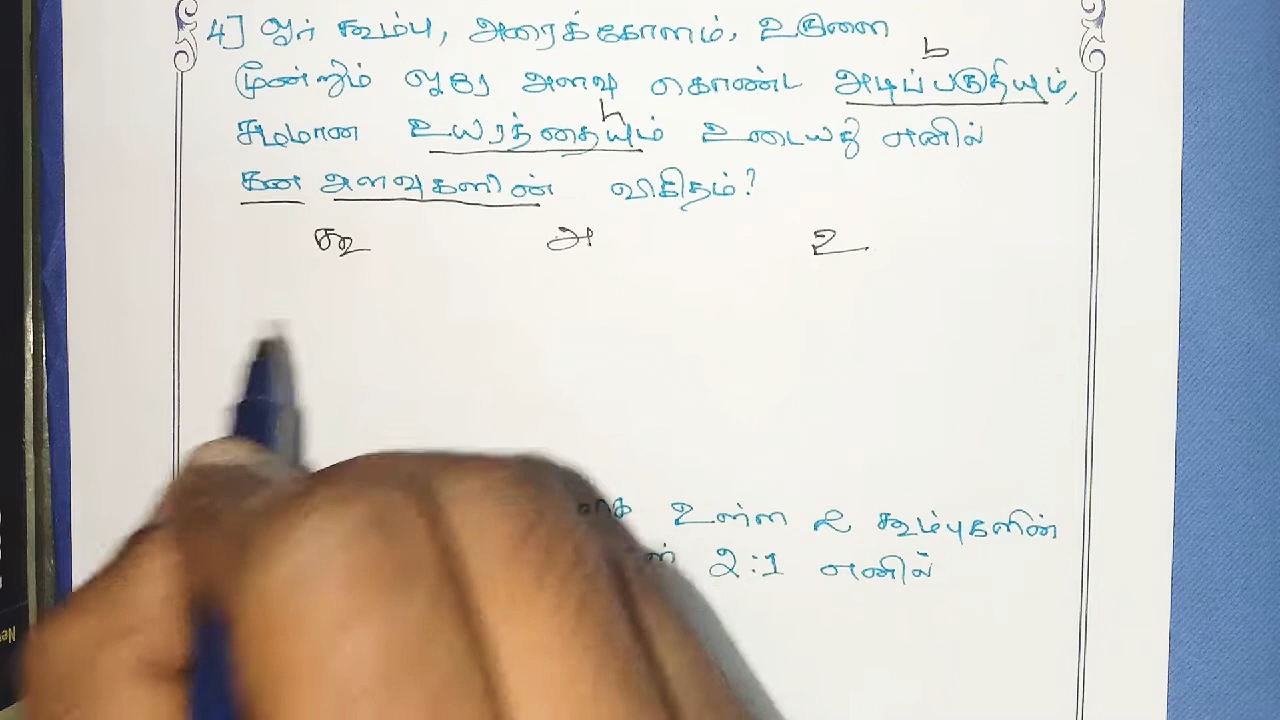 4] ஓர் கூம்பு, அரைக்கோளம், உருளை
b
மூன்றும் ஒரே அளவு கொண்ட அடிப்பகுதியும்,
h
சமமான உயரத்தையும் உடையது எனில்
கன அளவுகளின் விகிதம்?
கூ அ உ
உள்ள 2 கூம்புகளின்
2:1 எனில்